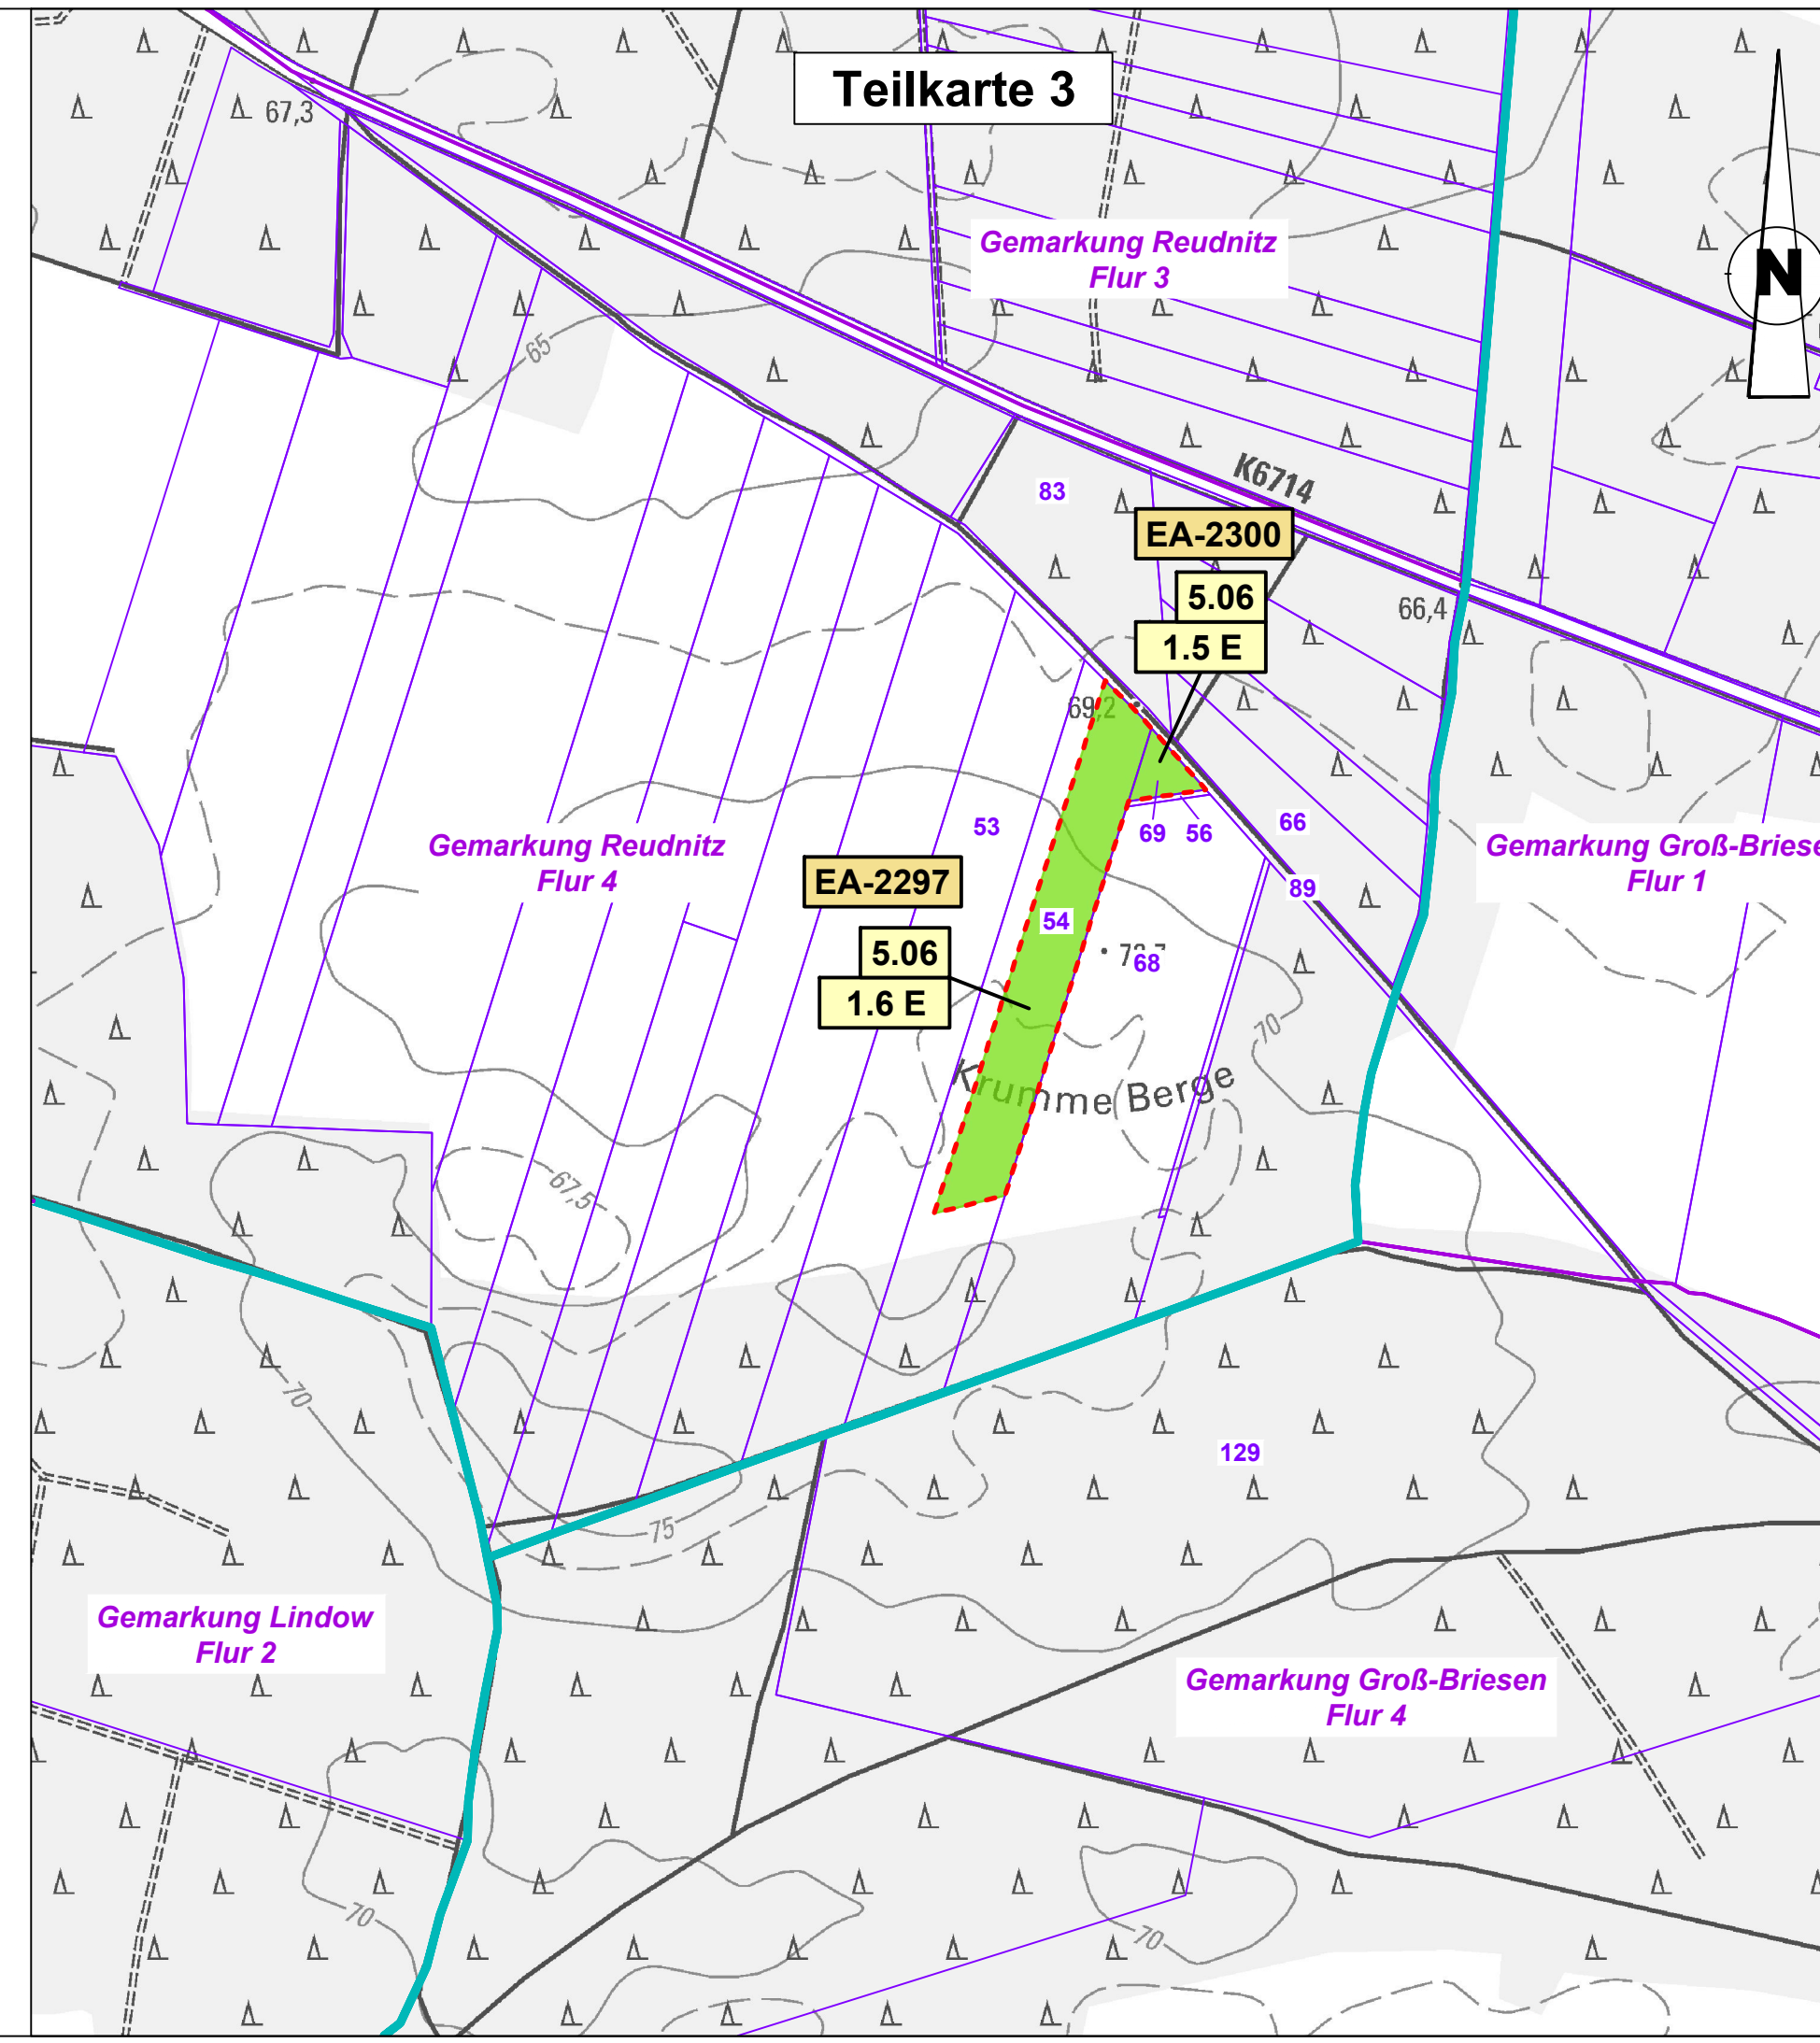 Teilkarte 3
67,3
Gemarkung Reudnitz
Flur 3
N
65
K6714
83
EA-2300
5.06
1.5 E
66,4
69,2
53
69
56
66
Gemarkung Reudnitz
Flur 4
Gemarkung Groß-Briese
Flur 1
EA-2297
89
54
5.06
68
1.6 E
70
Krumme Berge
67,5
70
129
75
Gemarkung Lindow
Flur 2
Gemarkung Groß-Briesen
Flur 4
70
70